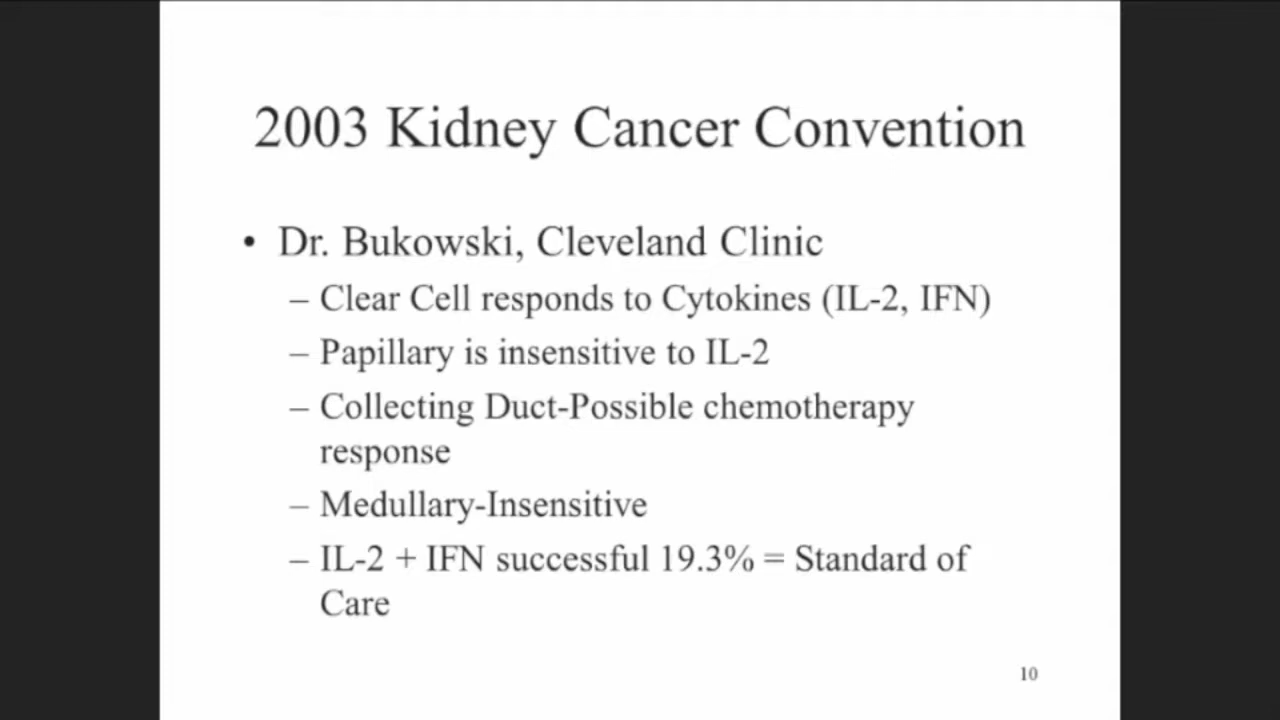 2003 Kidney Cancer Convention
• Dr. Bukowski, Cleveland Clinic
– Clear Cell responds to Cytokines (IL-2, IFN)
– Papillary is insensitive to IL-2
– Collecting Duct-Possible chemotherapy
response
– Medullary-Insensitive
– IL-2 + IFN successful 19.3% = Standard of
Care
10